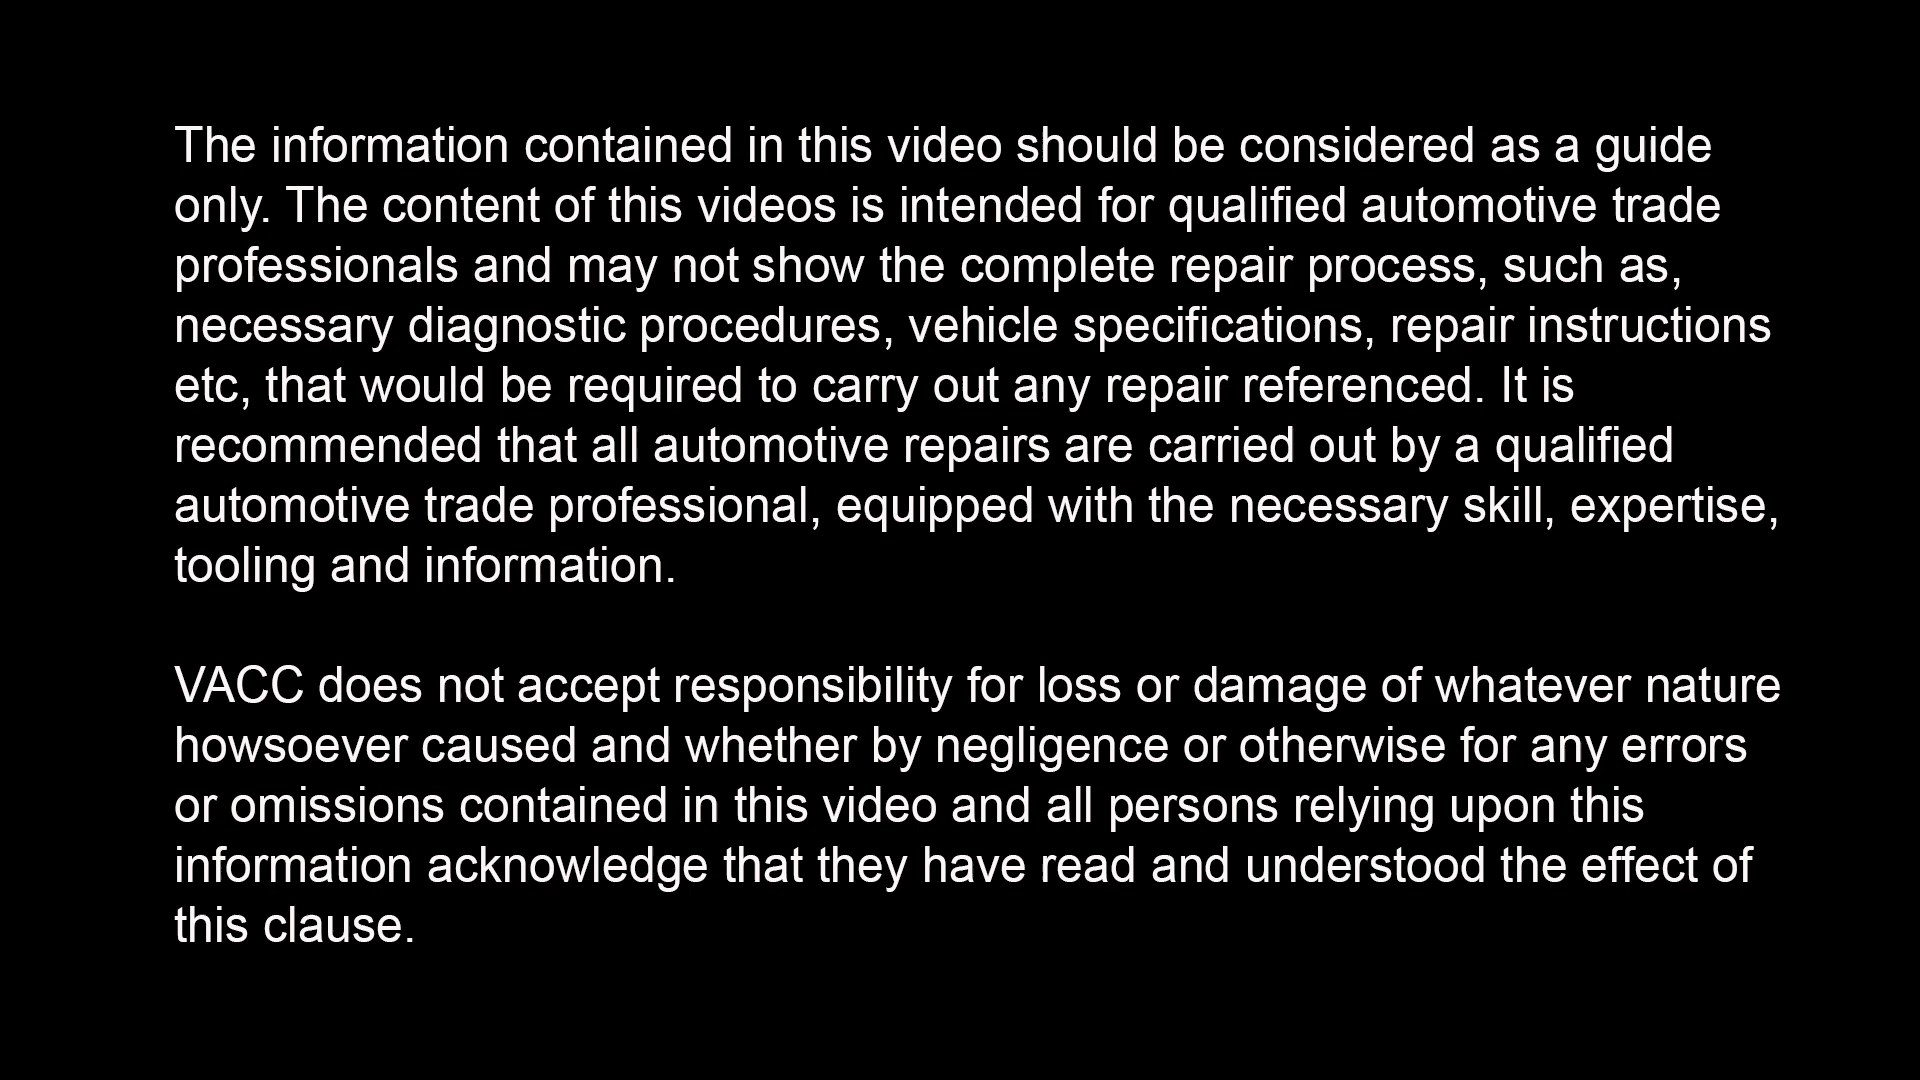 The information contained in this video should be considered as a guide
only. The content of this videos is intended for qualified automotive trade
professionals and may not show the complete repair process, such as,
necessary diagnostic procedures, vehicle specifications, repair instructions
etc, that would be required to carry out any repair referenced. It is
recommended that all automotive repairs are carried out by a qualified
automotive trade professional, equipped with the necessary skill, expertise,
tooling and information.
VACC does not accept responsibility for loss or damage of whatever nature
howsoever caused and whether by negligence or otherwise for any errors
or omissions contained in this video and all persons relying upon this
information acknowledge that they have read and understood the effect of
this clause.